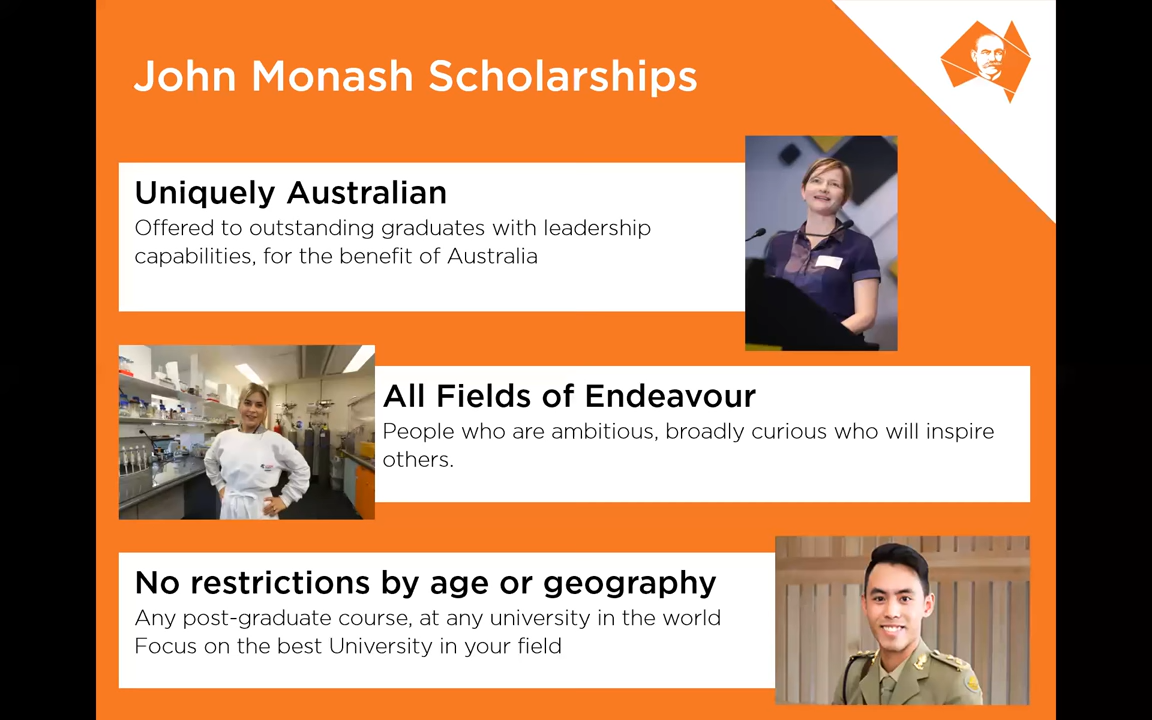 John Monash Scholarships
Uniquely Australian
Offered to outstanding graduates with leadership
capabilities, for the benefit of Australia
All Fields of Endeavour
People who are ambitious, broadly curious who will inspire
others.
No restrictions by age or geography
Any post-graduate course, at any university in the world
Focus on the best University in your field